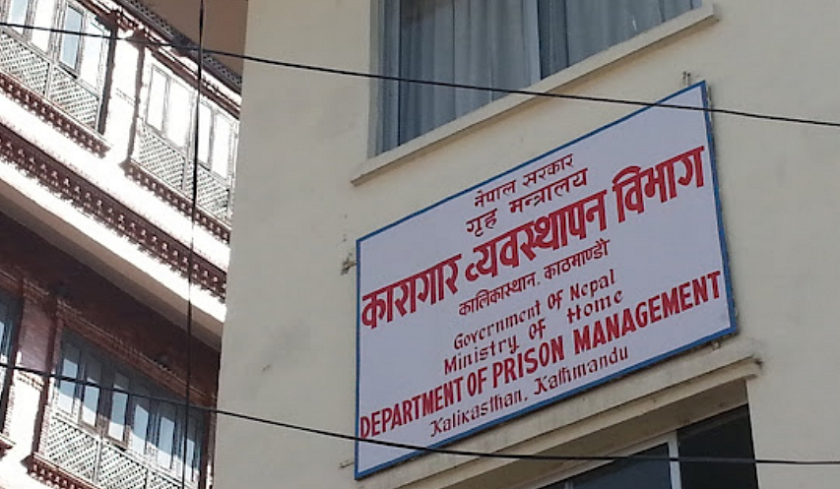 नेपाल सरकार
गृह मन्त्रालय
कारागार व्यवस्थापन विभाग
कालिकास्थान, काठमाण्डौ
Government Of Nepal
Ministry Of Home
DEPARTMENT OF PRISON MANAGEMENT
Kalikasthan, Kathmandu